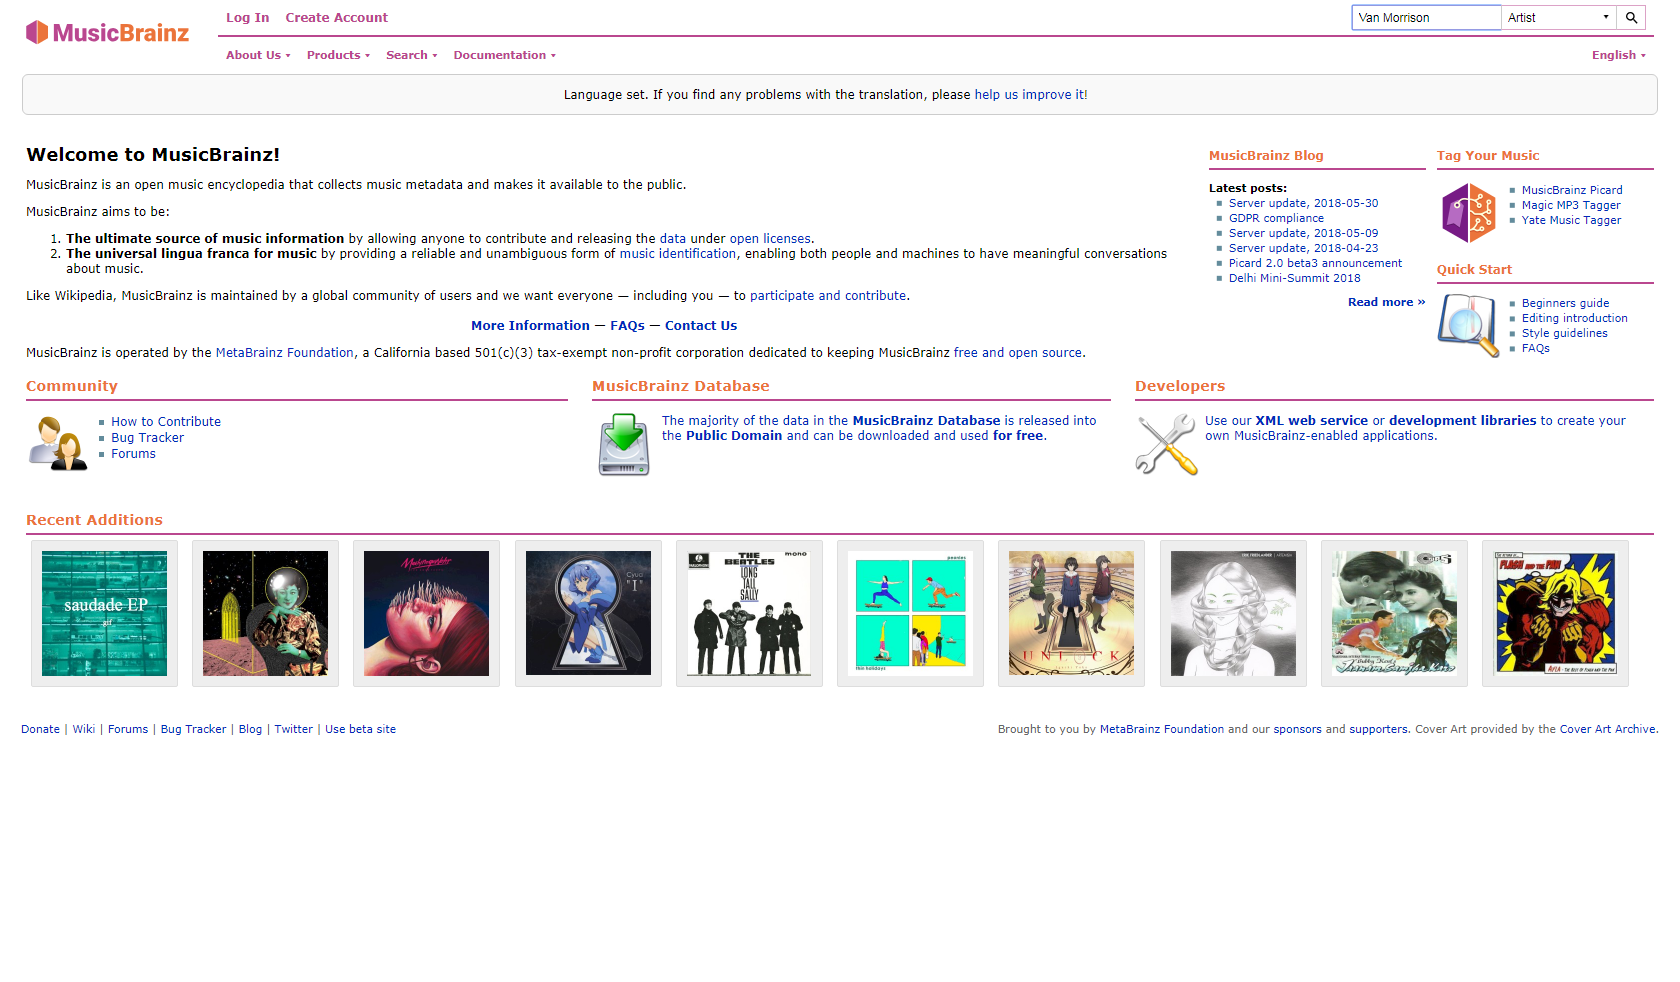 MusicBrainz
Log In Create Account
Van Morrison Artist
About Us Products Search Documentation
English
Language set. If you find any problems with the translation, please help us improve it!
Welcome to MusicBrainz!
MusicBrainz is an open music encyclopedia that collects music metadata and makes it available to the public.
MusicBrainz aims to be:
1. The ultimate source of music information by allowing anyone to contribute and releasing the data under open licenses.
2. The universal lingua franca for music by providing a reliable and unambiguous form of music identification, enabling both people and machines to have meaningful conversations
about music.
Like Wikipedia, MusicBrainz is maintained by a global community of users and we want everyone — including you — to participate and contribute.
More Information — FAQs — Contact Us
MusicBrainz is operated by the MetaBrainz Foundation, a California based 501(c)(3) tax-exempt non-profit corporation dedicated to keeping MusicBrainz free and open source.
MusicBrainz Blog
Latest posts:
Server update, 2018-05-30
GDPR compliance
Server update, 2018-05-09
Server update, 2018-04-23
Picard 2.0 beta3 announcement
Delhi Mini-Summit 2018
Read more »
Tag Your Music
MusicBrainz Picard
Magic MP3 Tagger
Yate Music Tagger
Quick Start
Beginners guide
Editing introduction
Style guidelines
FAQs
Community
How to Contribute
Bug Tracker
Forums
MusicBrainz Database
The majority of the data in the MusicBrainz Database is released into
the Public Domain and can be downloaded and used for free.
Developers
Use our XML web service or development libraries to create your
own MusicBrainz-enabled applications.
Recent Additions
saudade EP
gif
THE
BEATLES
mono
LONG
TALL
SALLY
peonies
thin holidays
UNLOCK
FLASH AND THE PAN
Donate | Wiki | Forums | Bug Tracker | Blog | Twitter | Use beta site
Brought to you by MetaBrainz Foundation and our sponsors and supporters. Cover Art provided by the Cover Art Archive.